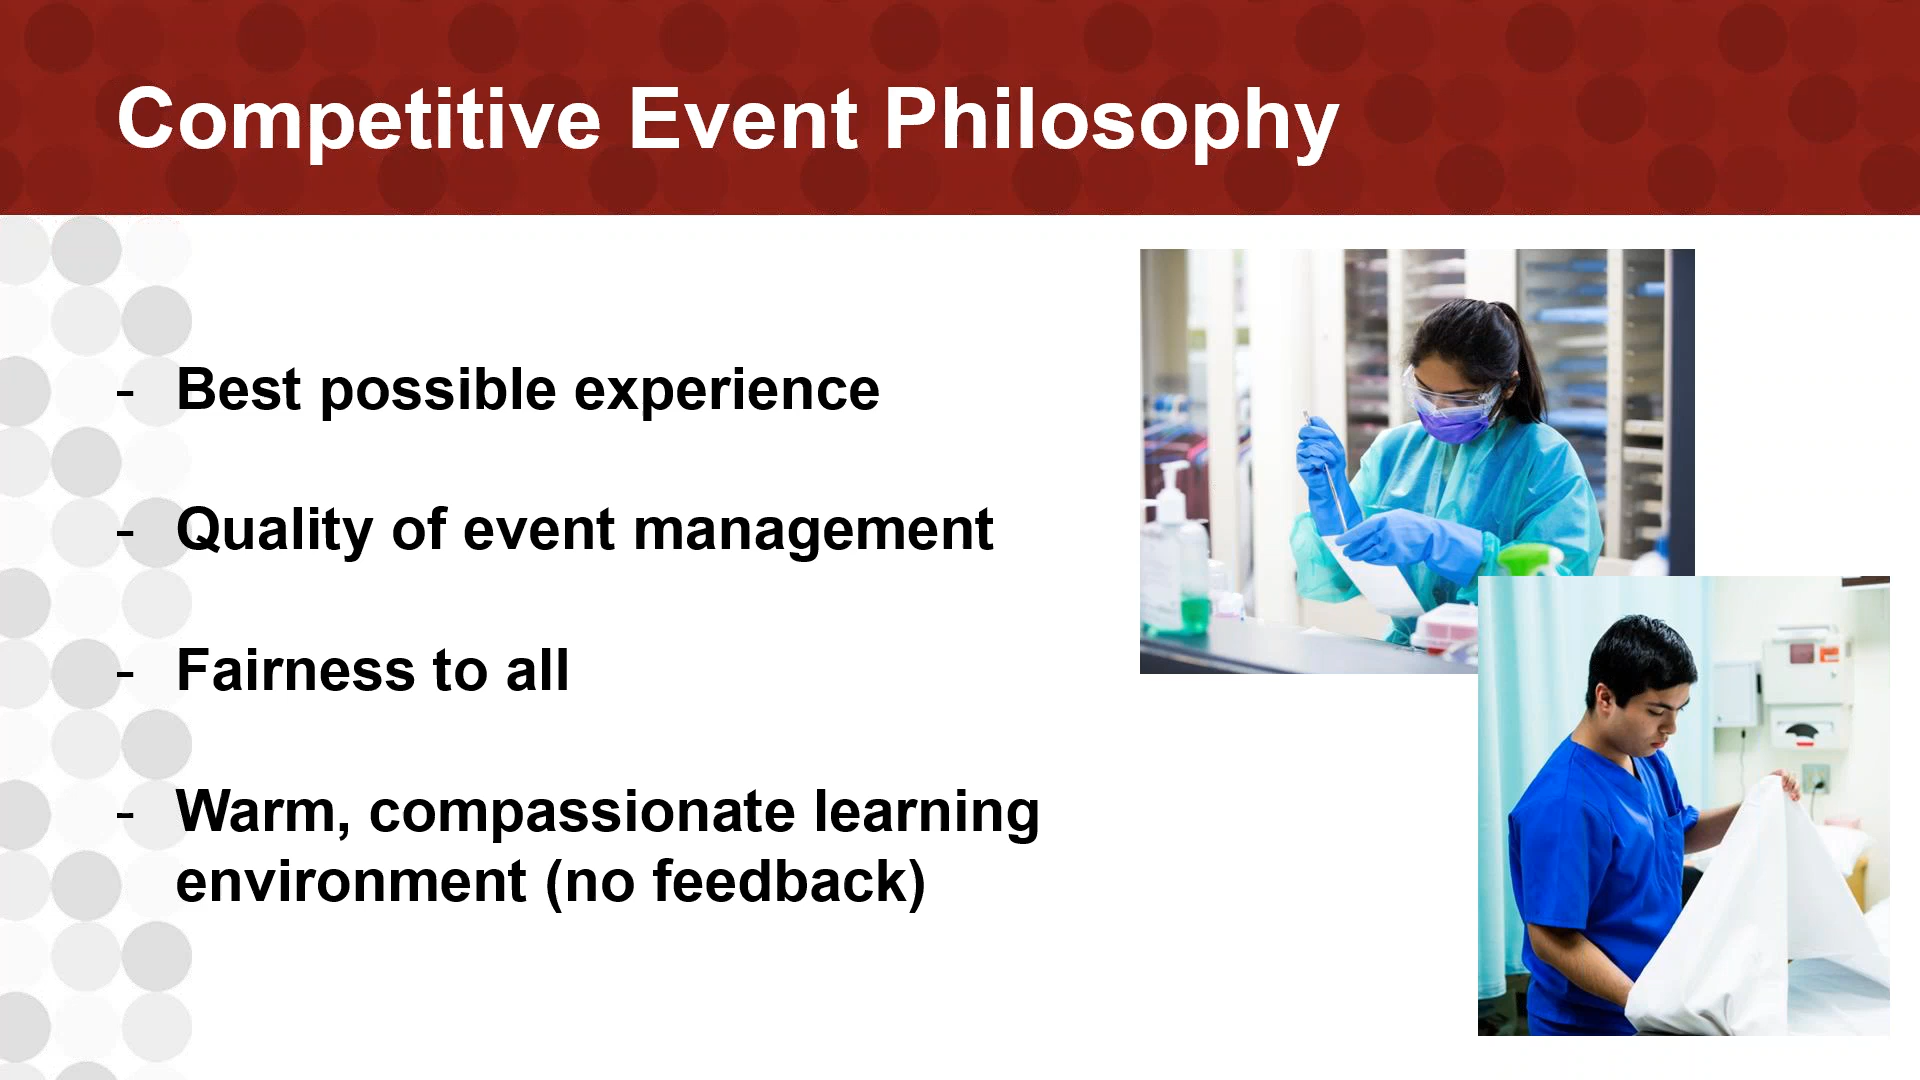 Competitive Event Philosophy
- Best possible experience
- Quality of event management
- Fairness to all
- Warm, compassionate learning
environment (no feedback)